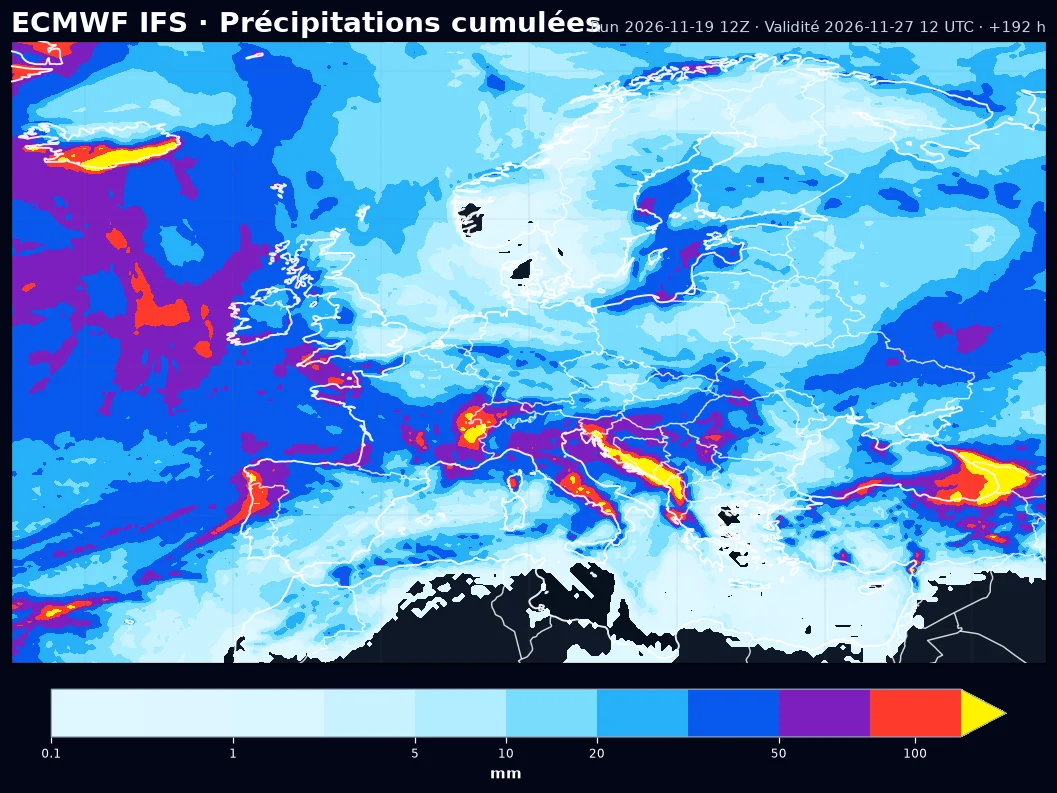 ECMWF IFS · Précipitations cumulées
Run 2026-11-19 12Z · Validité 2026-11-27 12 UTC · +192 h
0.1 1 5 10 20 50 100
mm